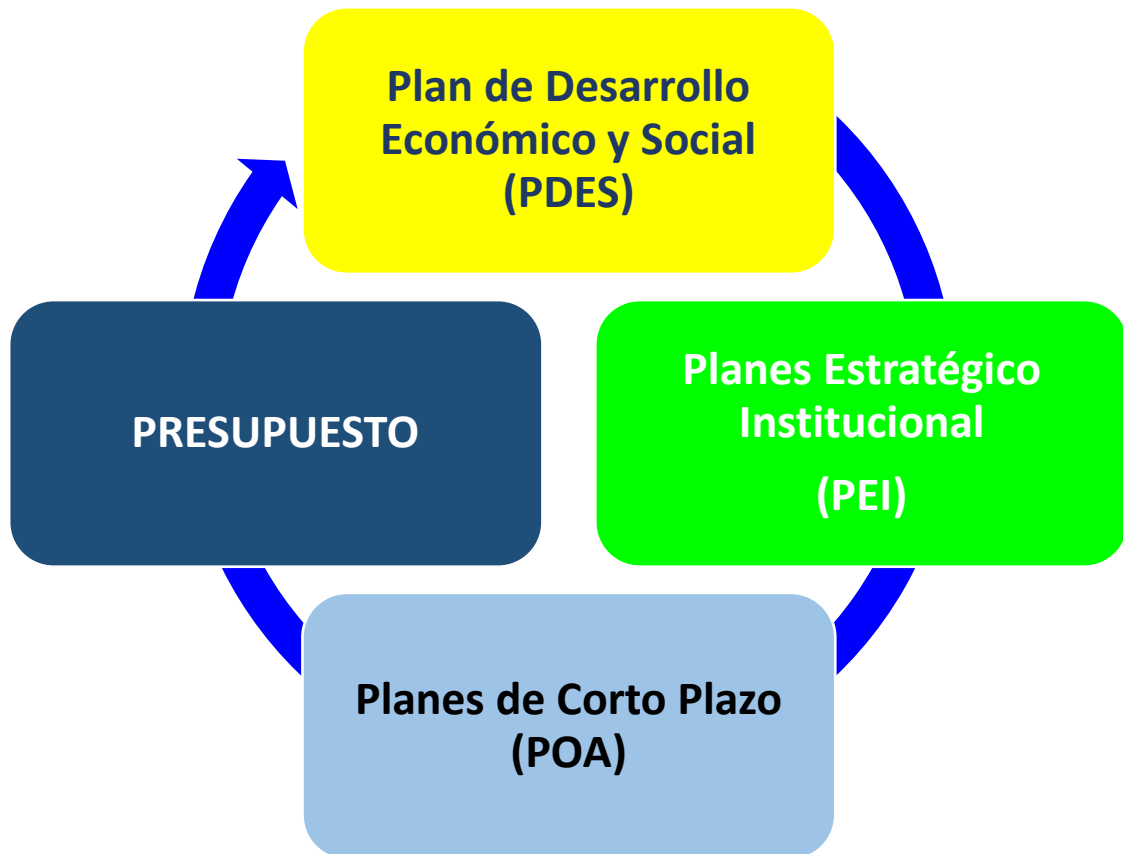 Plan de Desarrollo
Económico y Social
(PDES)
Planes Estratégico
Institucional
(PEI)
Planes de Corto Plazo
(POA)
PRESUPUESTO